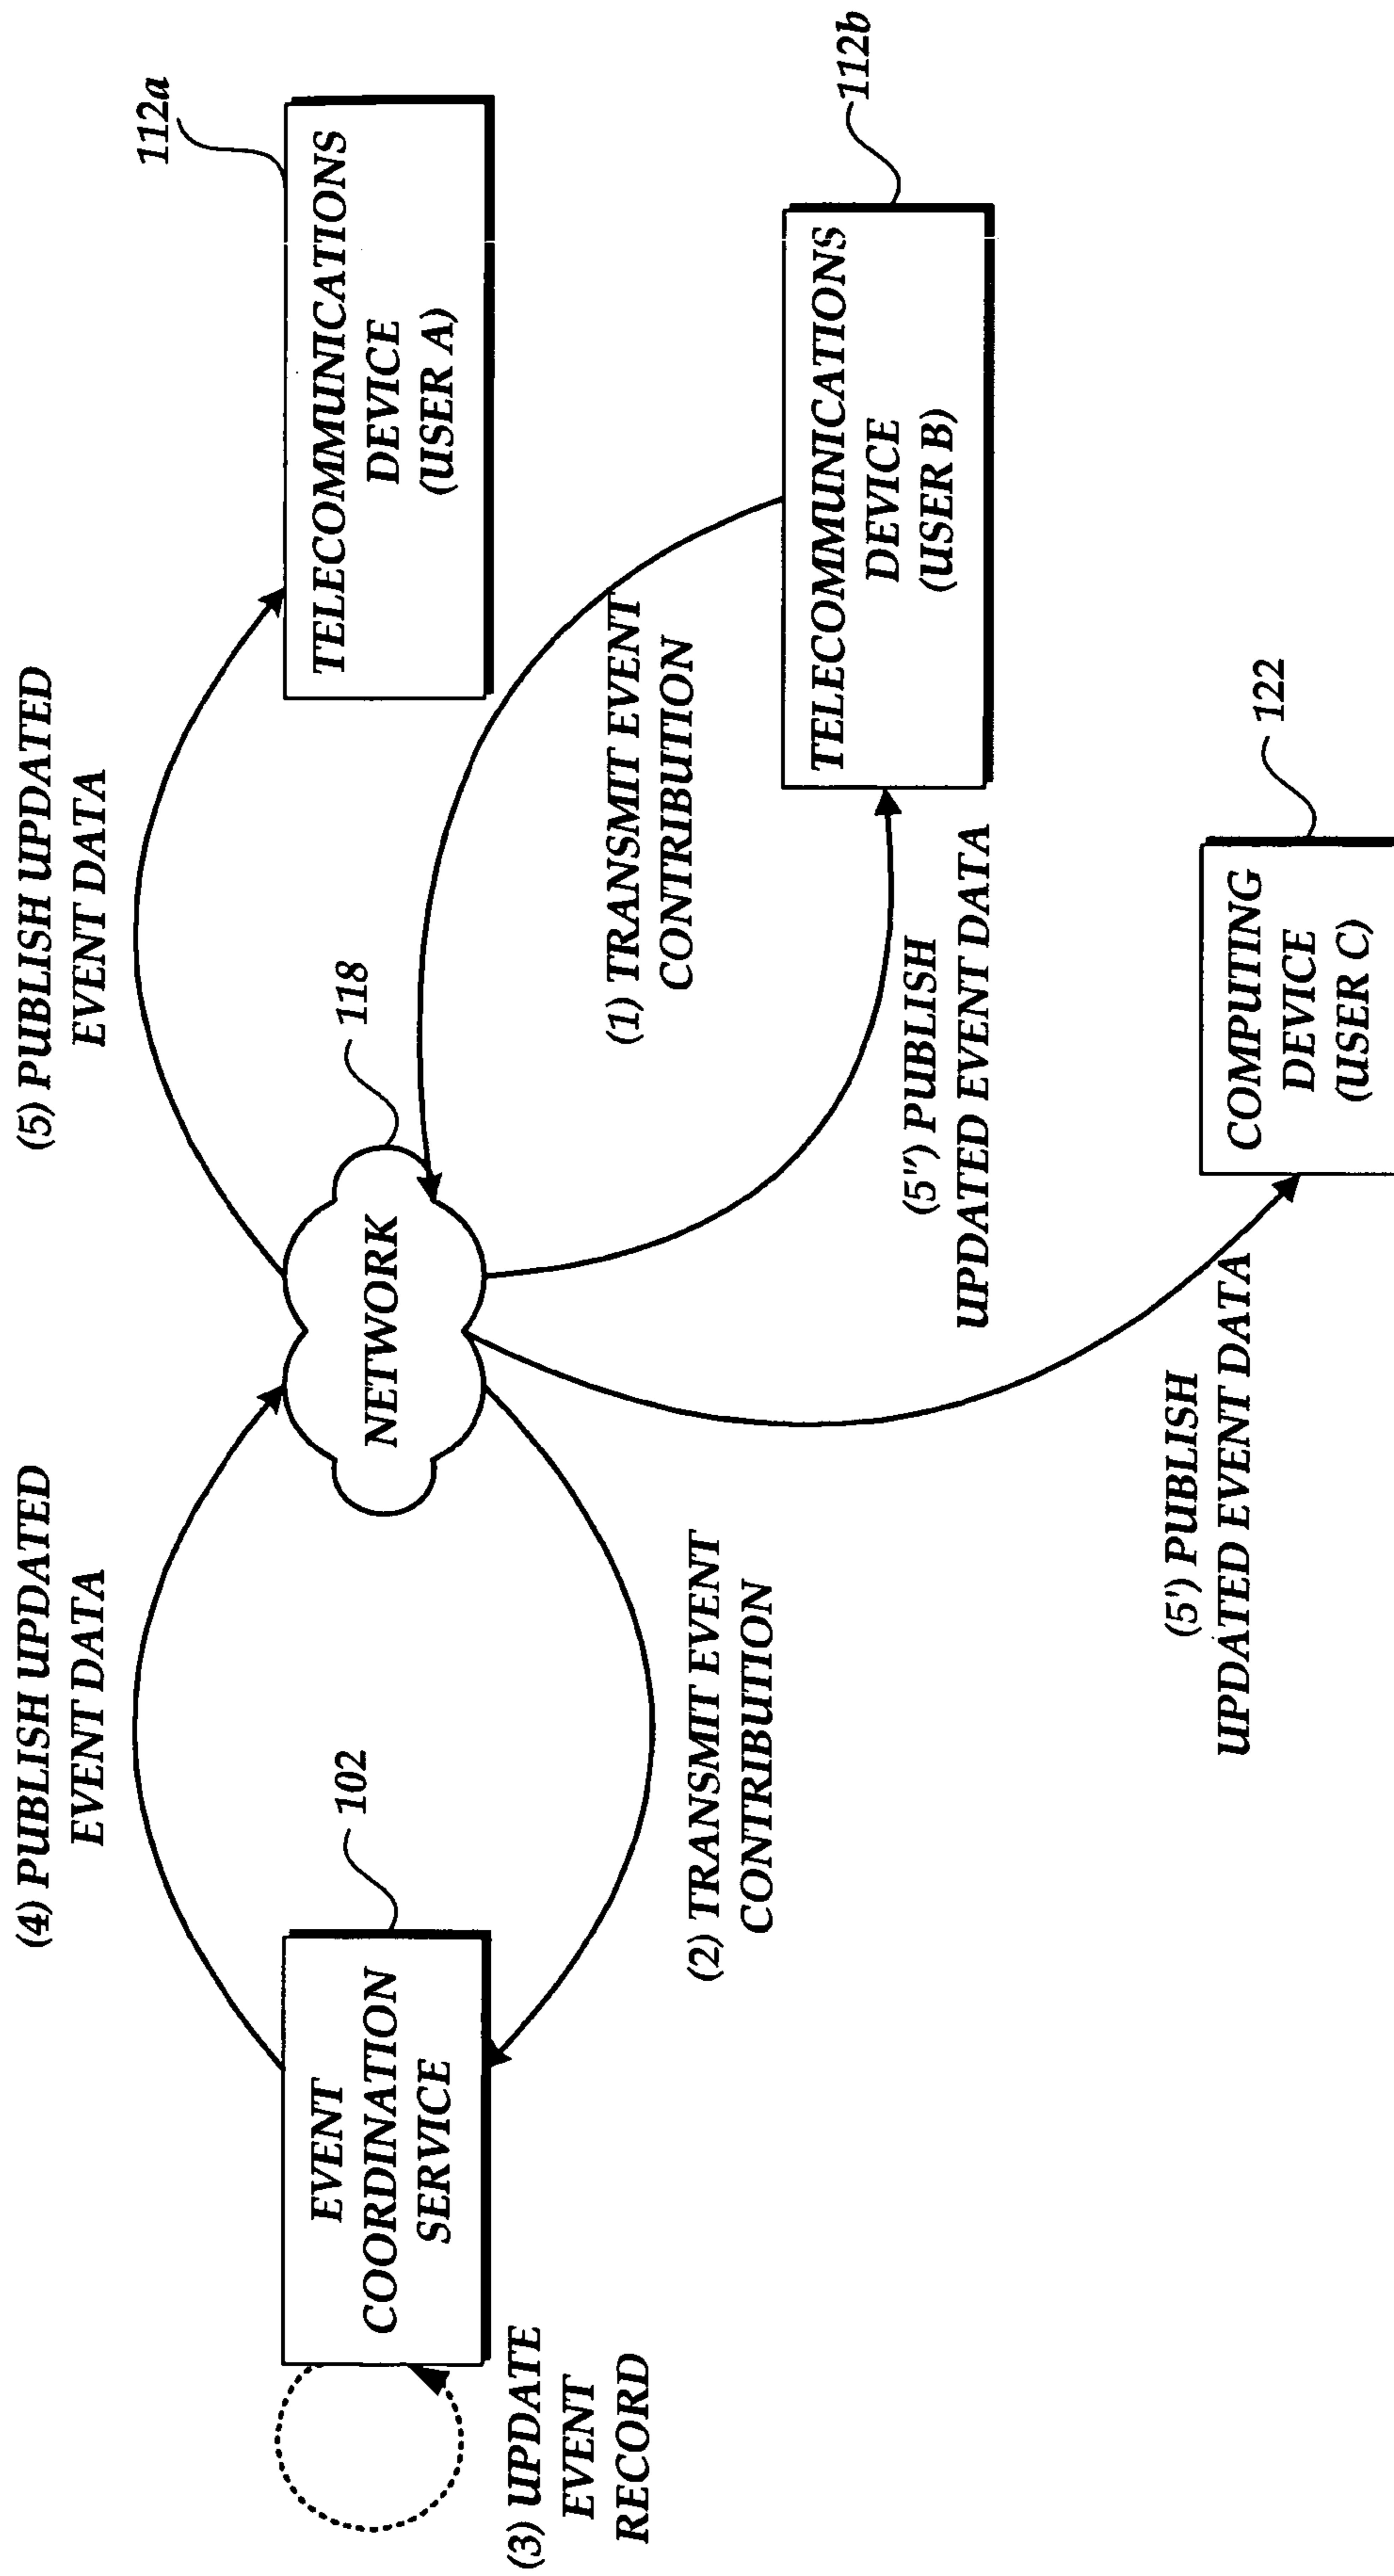 (4) PUBLISH UPDATED
EVENT DATA
(5) PUBLISH UPDATED
EVENT DATA
112a
TELECOMMUNICATIONS
DEVICE
(USER A)
118
NETWORK
102
EVENT
COORDINATION
SERVICE
(3) UPDATE
EVENT
RECORD
(2) TRANSMIT EVENT
CONTRIBUTION
(1) TRANSMIT EVENT
CONTRIBUTION
112b
TELECOMMUNICATIONS
DEVICE
(USER B)
(5") PUBLISH
UPDATED EVENT DATA
(5') PUBLISH
UPDATED EVENT DATA
122
COMPUTING
DEVICE
(USER C)